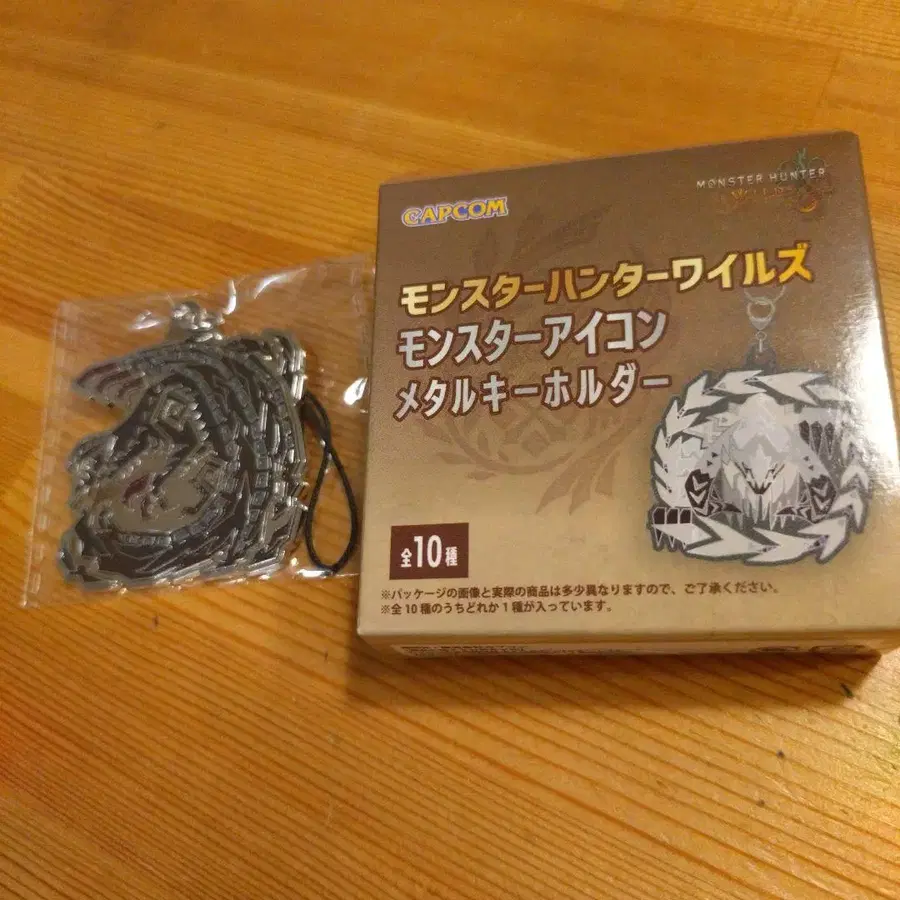 CAPCOM
MONSTER HUNTER
WILDS
モンスターハンターワイルズ
モンスターアイコン
メタルキーホルダー
全10種
※パッケージの画像と実際の商品は多少異なりますので、ご了承ください。
※全10種のうちどれか1種が入っています。